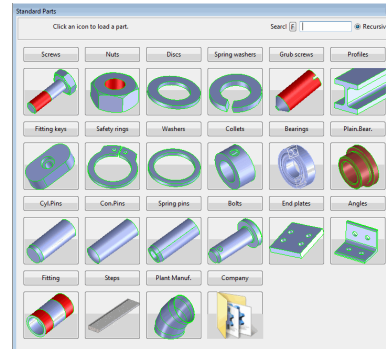 Standard Parts
Click an icon to load a part.
Search
Recursiv
Screws
Nuts
Discs
Spring washers
Grub screws
Profiles
Fitting keys
Safety rings
Washers
Collets
Bearings
Plain.Bear.
Cyl.Pins
Con.Pins
Spring pins
Bolts
End plates
Angles
Fitting
Steps
Plant Manuf.
Company